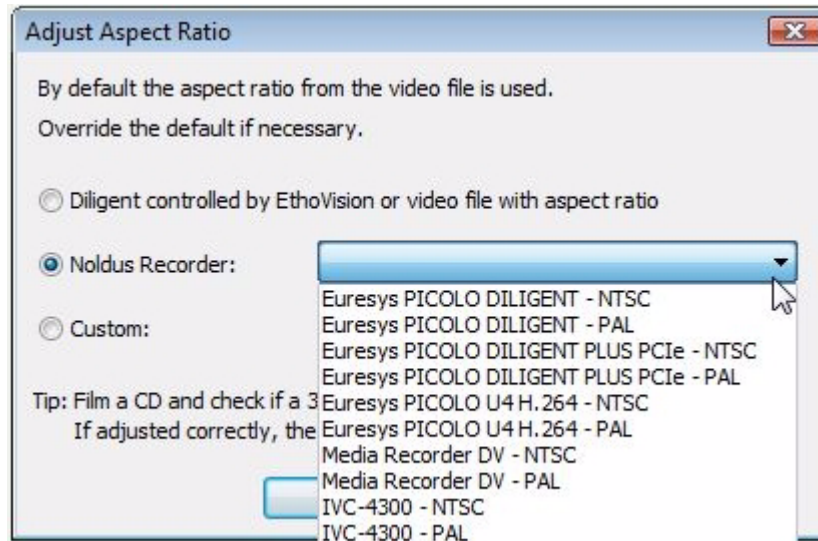 Adjust Aspect Ratio
By default the aspect ratio from the video file is used.
Override the default if necessary.
Diligent controlled by EthoVision or video file with aspect ratio
Noldus Recorder:
Euresys PICOLO DILIGENT - NTSC
Euresys PICOLO DILIGENT - PAL
Custom:
Euresys PICOLO DILIGENT PLUS PCIe - NTSC
Euresys PICOLO DILIGENT PLUS PCIe - PAL
Tip: Film a CD and check if a 3
Euresys PICOLO U4 H.264 - NTSC
If adjusted correctly, the
Euresys PICOLO U4 H.264 - PAL
Media Recorder DV - NTSC
Media Recorder DV - PAL
IVC-4300 - NTSC
IVC-4300 - PAL